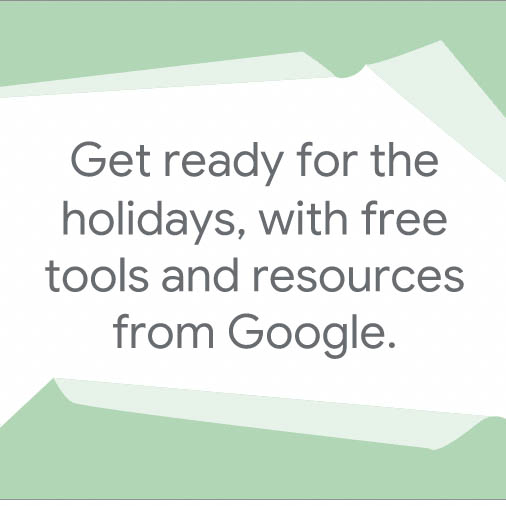 Get ready for the
holidays, with free
tools and resources
from Google.